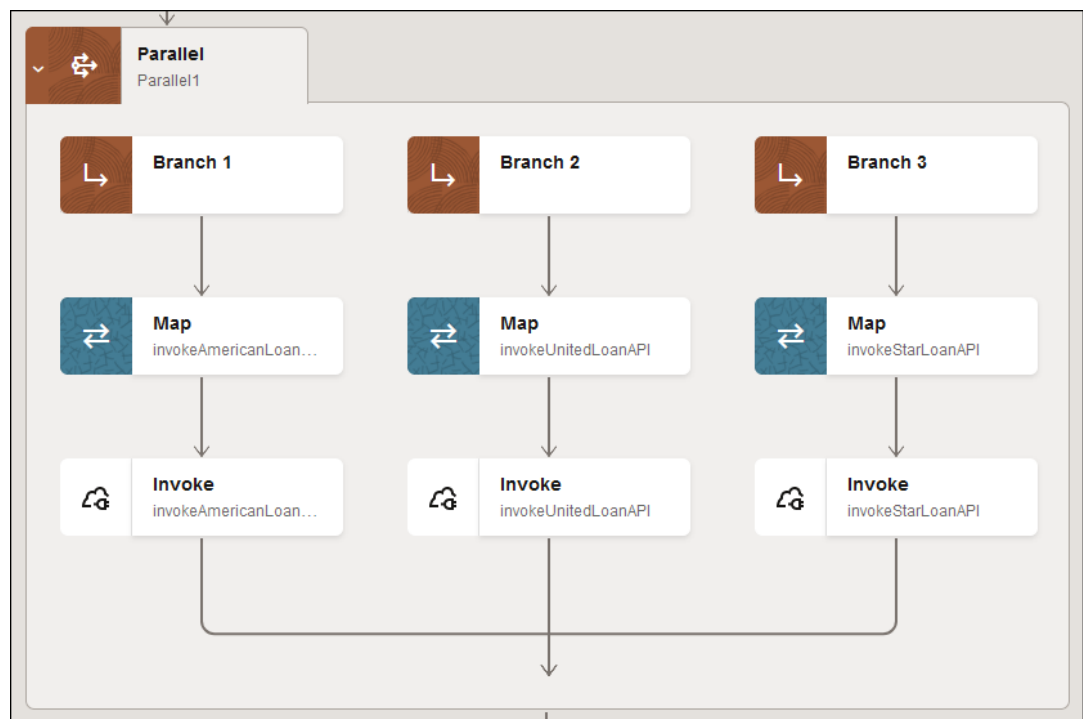 Parallel
Parallel1
Branch 1
Branch 2
Branch 3
Map
invokeAmericanLoan...
Map
invokeUnitedLoanAPI
Map
invokeStarLoanAPI
Invoke
invokeAmericanLoan...
Invoke
invokeUnitedLoanAPI
Invoke
invokeStarLoanAPI